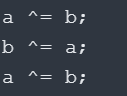 a ^= b;
b ^= a;
a ^= b;